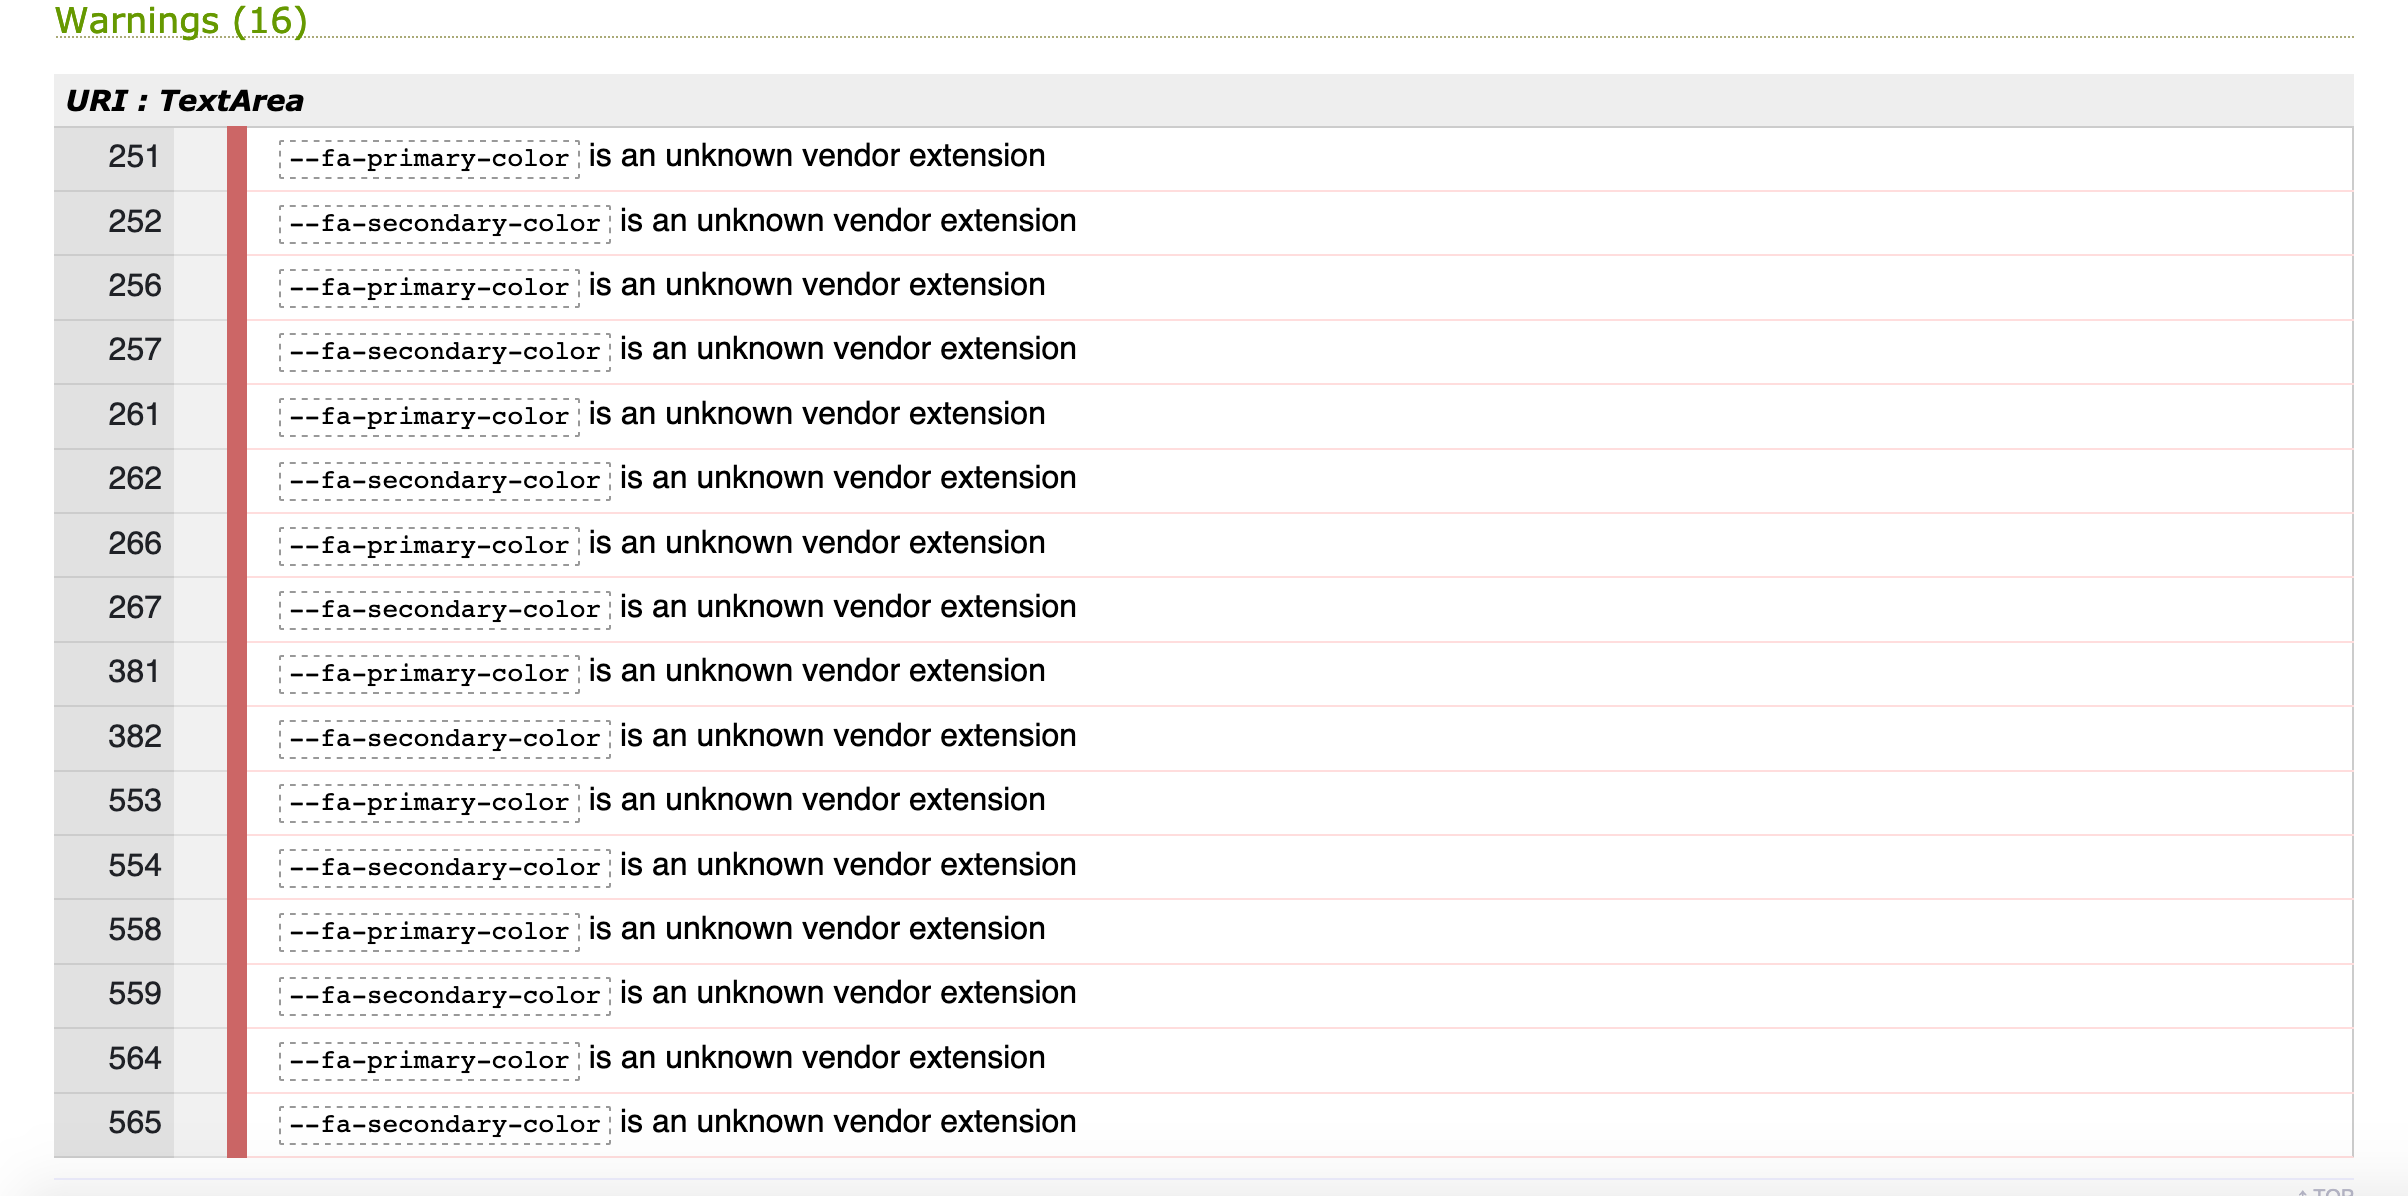 Warnings (16)
URI : TextArea
251 --fa-primary-color is an unknown vendor extension
252 --fa-secondary-color is an unknown vendor extension
256 --fa-primary-color is an unknown vendor extension
257 --fa-secondary-color is an unknown vendor extension
261 --fa-primary-color is an unknown vendor extension
262 --fa-secondary-color is an unknown vendor extension
266 --fa-primary-color is an unknown vendor extension
267 --fa-secondary-color is an unknown vendor extension
381 --fa-primary-color is an unknown vendor extension
382 --fa-secondary-color is an unknown vendor extension
553 --fa-primary-color is an unknown vendor extension
554 --fa-secondary-color is an unknown vendor extension
558 --fa-primary-color is an unknown vendor extension
559 --fa-secondary-color is an unknown vendor extension
564 --fa-primary-color is an unknown vendor extension
565 --fa-secondary-color is an unknown vendor extension
↑ TOP